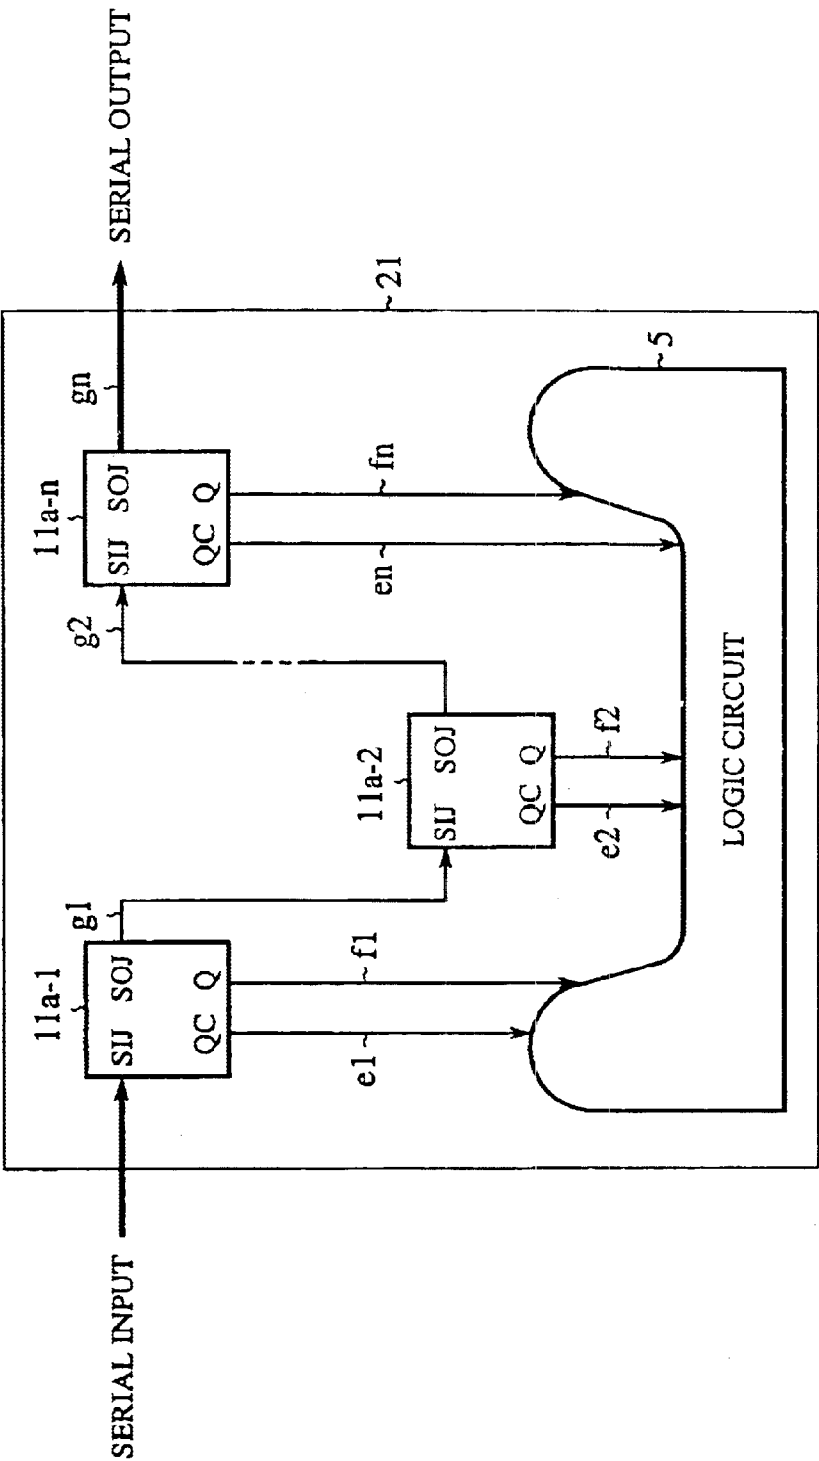 SERIAL INPUT
SERIAL OUTPUT
11a-1
SIJ SOJ
QC Q
g1
e1
f1
11a-2
SIJ SOJ
QC Q
e2
f2
g2
11a-n
SIJ SOJ
QC Q
gn
en
fn
21
5
LOGIC CIRCUIT